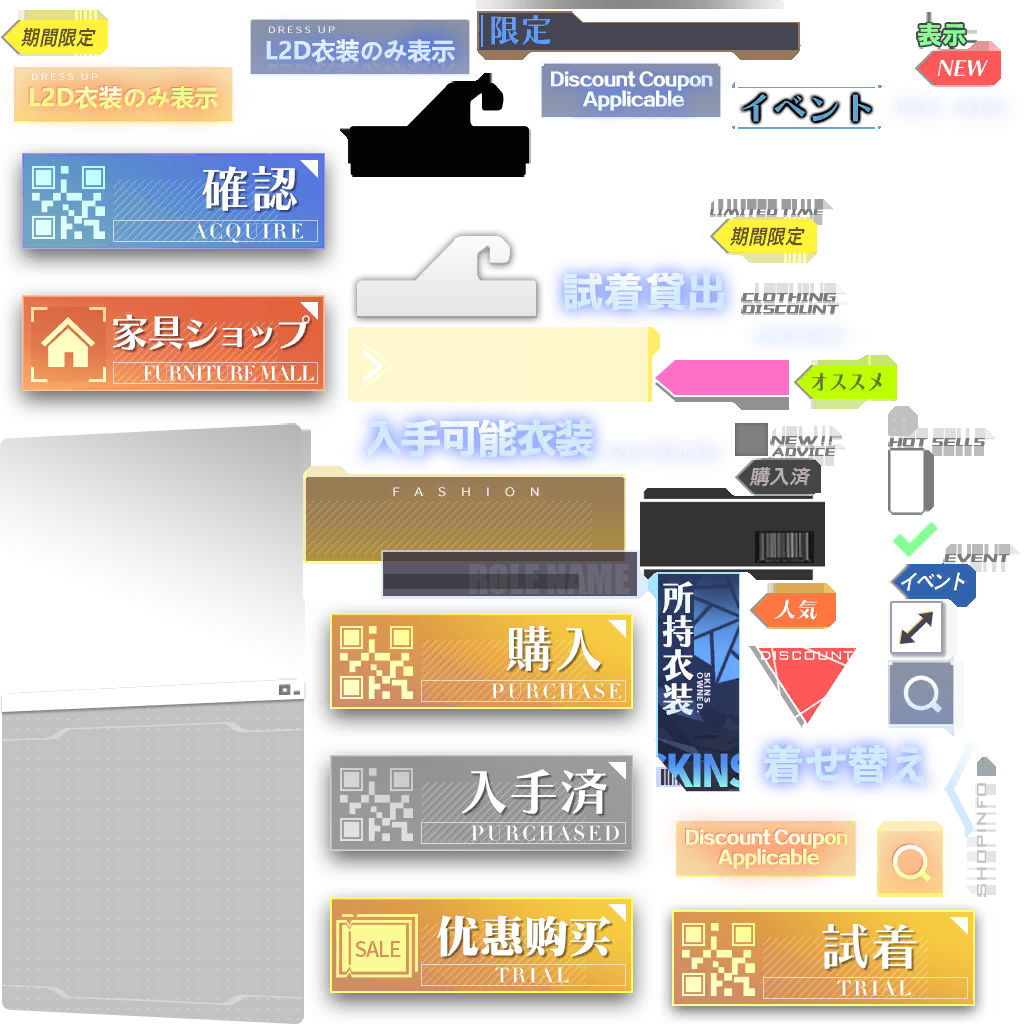 期間限定
DRESS UP
L2D衣装のみ表示
限定
表示
NEW
DRESS UP
L2D衣装のみ表示
Discount Coupon
Applicable
イベント
確認
ACQUIRE
LIMITED TIME
期間限定
試着貸出
CLOTHING
DISCOUNT
家具ショップ
FURNITURE MALL
オススメ
入手可能衣装
NEW!!
ADVICE
HOT SELLS
購入済
FASHION
EVENT
ROLE NAME
イベント
所持衣装
SKINS
OWNED.
人気
DISCOUNT
購入
PURCHASE
SKINS
着せ替え
入手済
PURCHASED
SHOPINFO
Discount Coupon
Applicable
SALE
优惠购买
TRIAL
試着
TRIAL